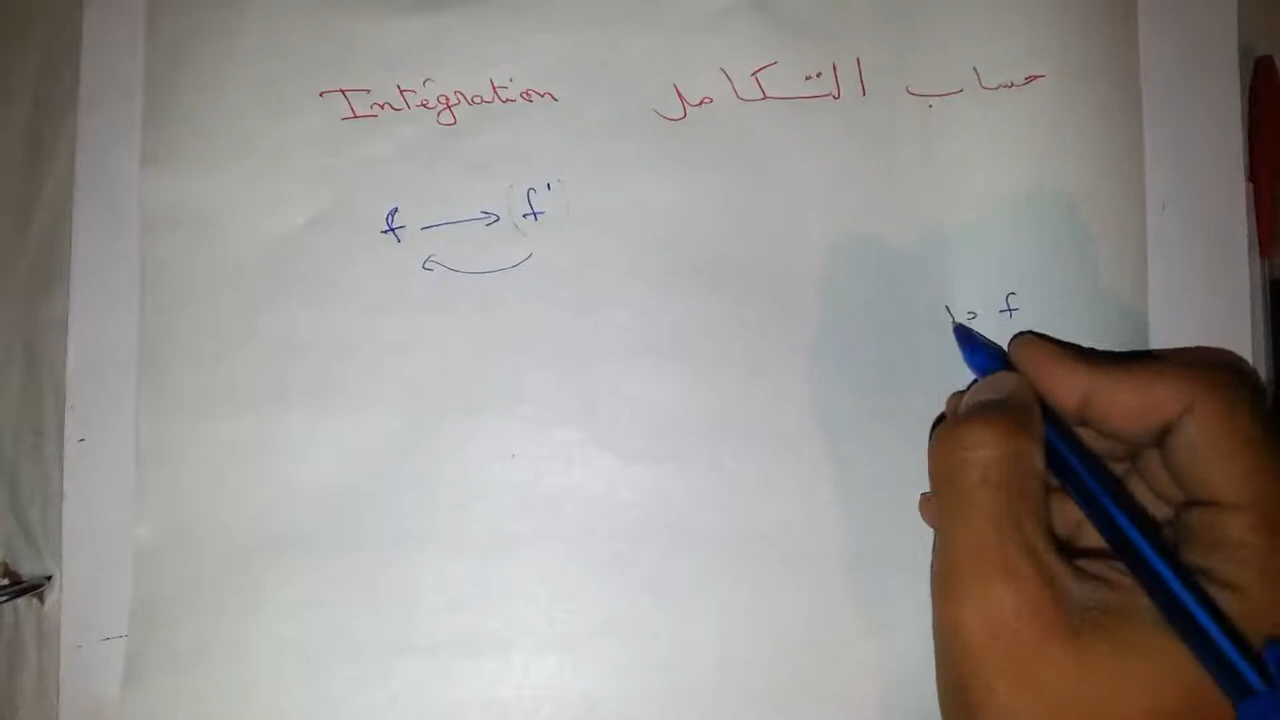 Intégration حساب التكامل
f → (f')
f